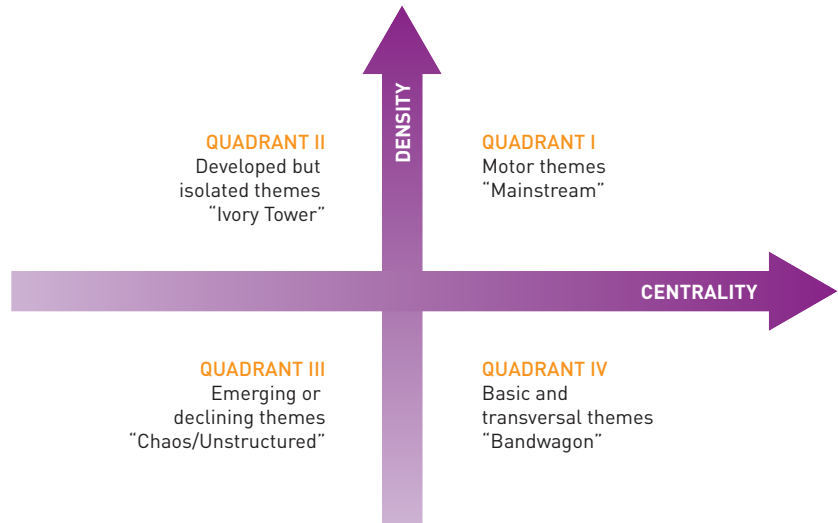 DENSITY
QUADRANT II
Developed but
isolated themes
“Ivory Tower”
QUADRANT I
Motor themes
“Mainstream”
CENTRALITY
QUADRANT III
Emerging or
declining themes
“Chaos/Unstructured”
QUADRANT IV
Basic and
transversal themes
“Bandwagon”